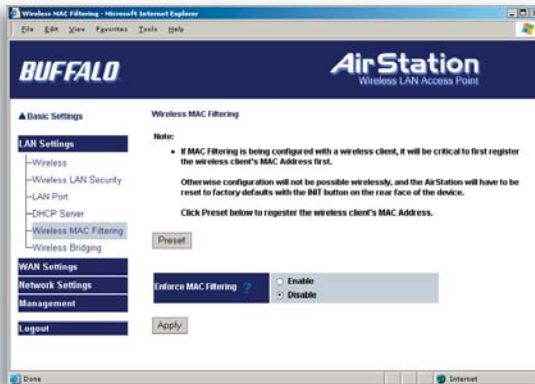 Wireless MAC Filtering - Microsoft Internet Explorer
File Edit View Favorites Tools Help
BUFFALO
AirStation
Wireless LAN Access Point
Basic Settings
LAN Settings
Wireless
Wireless LAN Security
LAN Port
DHCP Server
Wireless MAC Filtering
Wireless Bridging
WAN Settings
Network Settings
Management
Logout
Wireless MAC Filtering
Note:
• If MAC Filtering is being configured with a wireless client, it will be critical to first register
the wireless client's MAC Address first.
Otherwise configuration will not be possible wirelessly, and the AirStation will have to be
reset to factory defaults with the INIT button on the rear face of the device.
Click Preset below to regester the wireless client's MAC Address.
Preset
Enforce MAC Filtering ?
Enable
Disable
Apply
Done
Internet